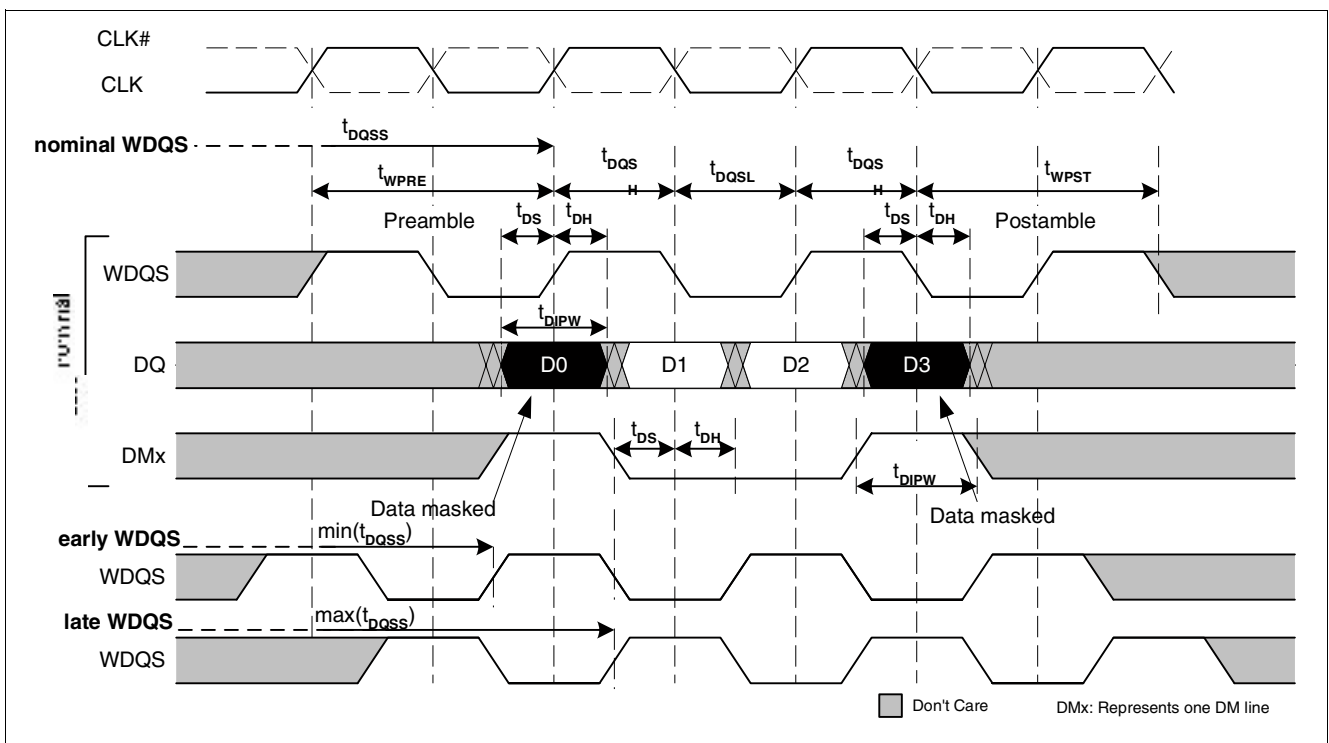 CLK#
CLK
nominal WDQS
tDQSS
tDQSH
tDQSL
tDQSH
tWPRE
tWPST
Preamble
tDS
tDH
tDS
tDH
Postamble
WDQS
tDIPW
DQ
D0
D1
D2
D3
tDS
tDH
DMx
tDIPW
Data masked
Data masked
early WDQS
min(tDQSS)
WDQS
late WDQS
max(tDQSS)
WDQS
Don't Care
DMx: Represents one DM line